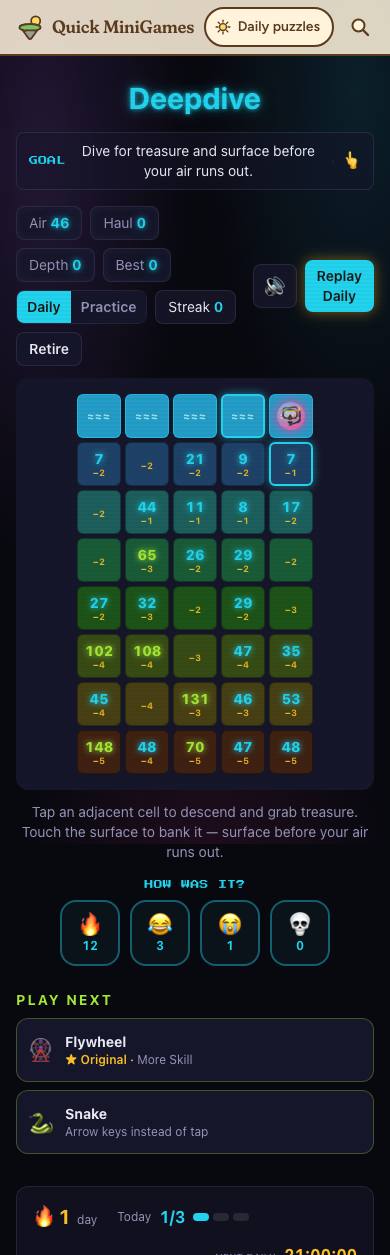 Quick MiniGames
Daily puzzles
Deepdive
GOAL
Dive for treasure and surface before
your air runs out.
Air 46
Haul 0
Depth 0
Best 0
Daily
Practice
Streak 0
Replay
Daily
Retire
≈≈≈ ≈≈≈ ≈≈≈ ≈≈≈
7 21 9 7
−2 −2 −2 −2 −1
44 11 8 17
−2 −1 −1 −1 −2
65 26 29
−2 −3 −2 −2 −2
27 32 29
−2 −3 −2 −2 −3
102 108 47 35
−4 −4 −3 −4 −4
45 131 46 53
−4 −4 −3 −3 −3
148 48 70 47 48
−5 −4 −5 −5 −5
Tap an adjacent cell to descend and grab treasure.
Touch the surface to bank it — surface before your air
runs out.
HOW WAS IT?
12
3
1
0
PLAY NEXT
Flywheel
Original · More Skill
Snake
Arrow keys instead of tap
1 day
Today 1/3